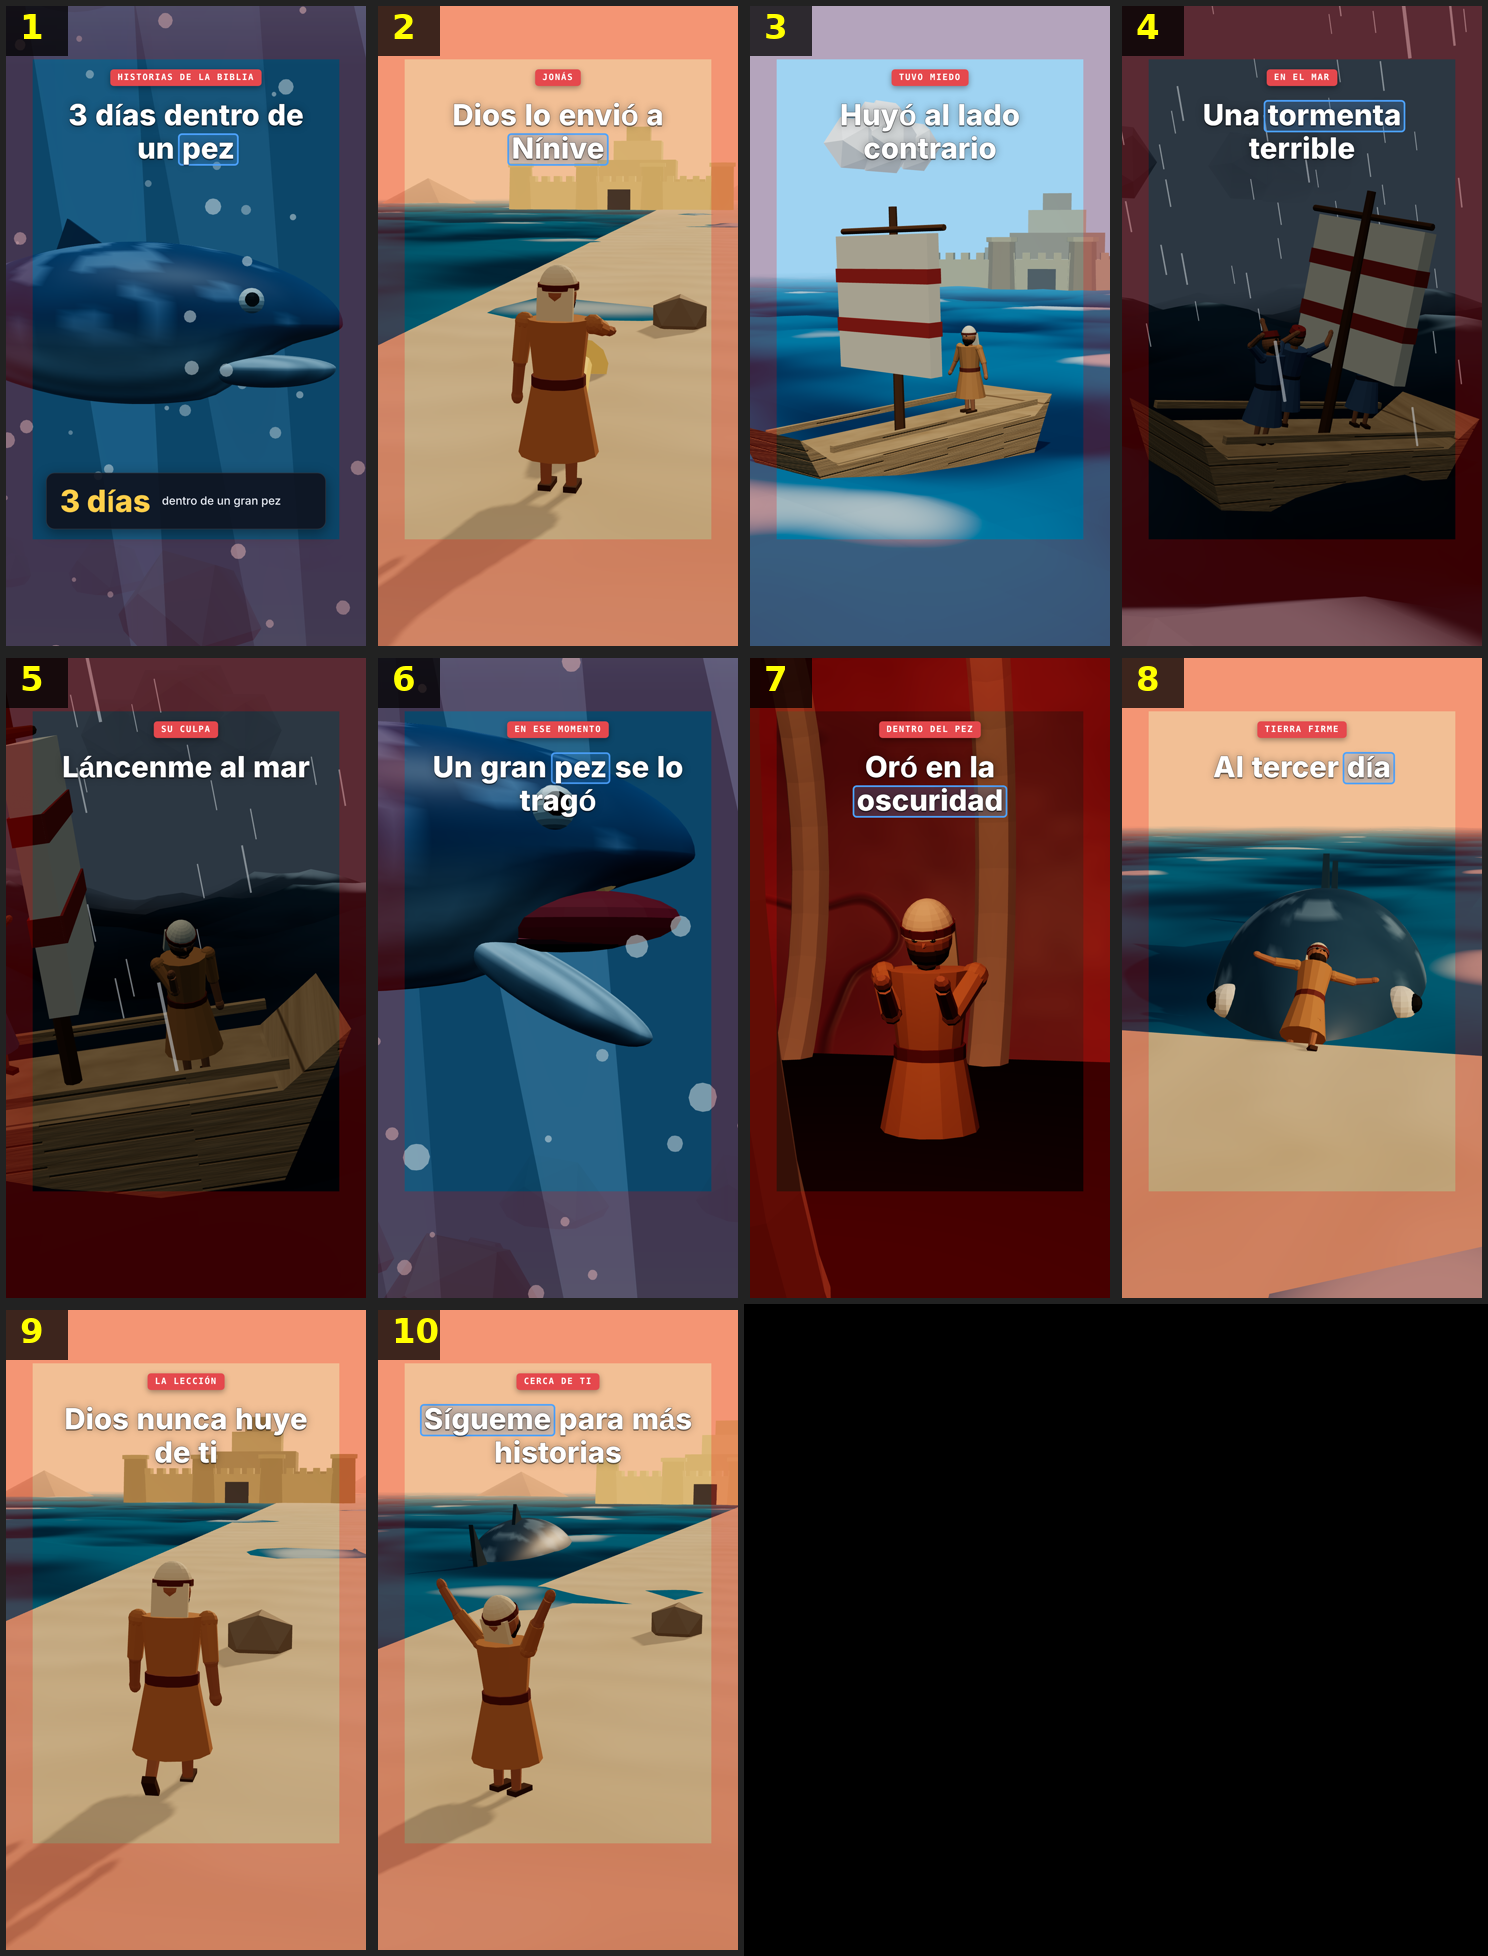 1
HISTORIAS DE LA BIBLIA
3 días dentro de
un pez
3 días dentro de un gran pez
2
JONÁS
Dios lo envió a
Nínive
3
TUVO MIEDO
Huyó al lado
contrario
4
EN EL MAR
Una tormenta
terrible
5
SU CULPA
Láncenme al mar
6
EN ESE MOMENTO
Un gran pez se lo
tragó
7
DENTRO DEL PEZ
Oró en la
oscuridad
8
TIERRA FIRME
Al tercer día
9
LA LECCIÓN
Dios nunca huye
de ti
10
CERCA DE TI
Sígueme para más
historias